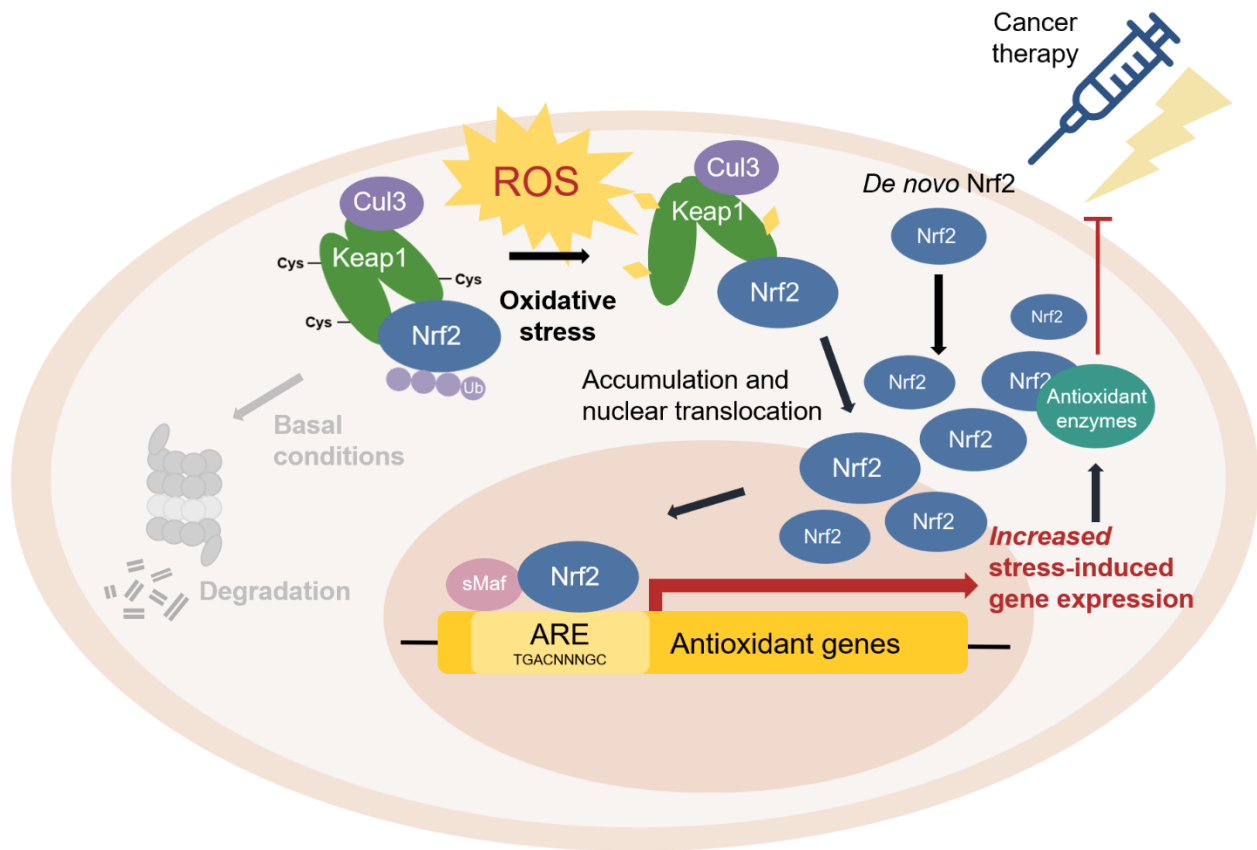 Cancer
therapy
ROS
Cul3
Keap1
Cys
Cys
Cys
Nrf2
Ub
Oxidative
stress
Cul3
Keap1
Nrf2
De novo Nrf2
Nrf2
Nrf2
Nrf2
Nrf2
Antioxidant
enzymes
Accumulation and
nuclear translocation
Basal
conditions
Nrf2
Nrf2
Nrf2
Nrf2
Degradation
sMaf
Nrf2
Increased
stress-induced
gene expression
ARE
TGACNNNGC
Antioxidant genes